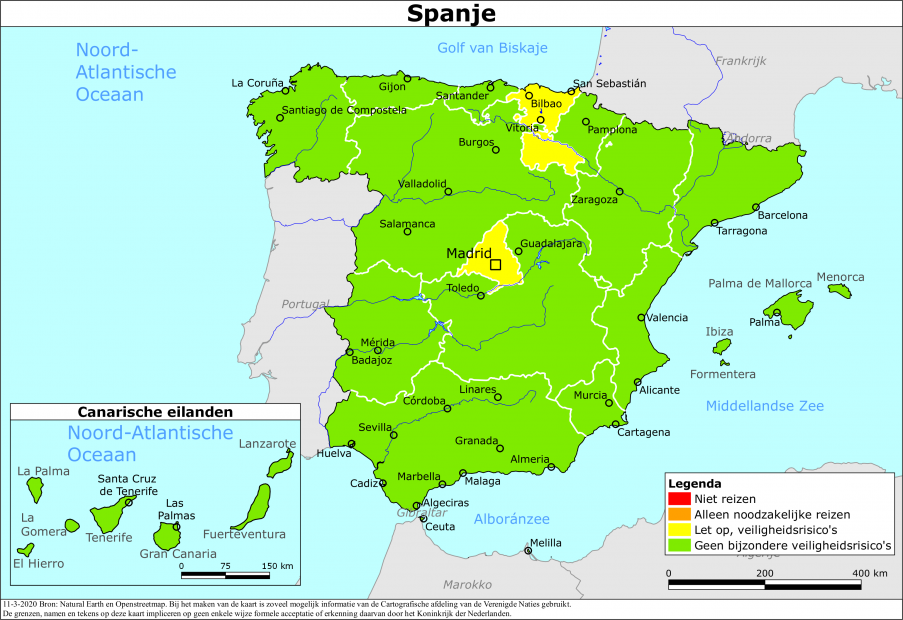 Spanje
Noord-
Atlantische
Oceaan
Golf van Biskaje
Frankrijk
La Coruña
Gijon
Santander
San Sebastián
Bilbao
Santiago de Compostela
Vitoria
Pamplona
Andorra
Burgos
Valladolid
Zaragoza
Barcelona
Tarragona
Salamanca
Guadalajara
Madrid
Toledo
Palma de Mallorca
Menorca
Portugal
Palma
Valencia
Ibiza
Mérida
Badajoz
Formentera
Linares
Murcia
Alicante
Córdoba
Middellandse Zee
Sevilla
Cartagena
Granada
Huelva
Almeria
Marbella
Malaga
Cadiz
Algeciras
Gibraltar
Ceuta
Alboránzee
Melilla
Marokko
Algerije
Canarische eilanden
Noord-Atlantische
Oceaan
Lanzarote
La Palma
Santa Cruz
de Tenerife
Las
Palmas
La
Gomera
Tenerife
Fuerteventura
Gran Canaria
El Hierro
0 75 150 km
Legenda
Niet reizen
Alleen noodzakelijke reizen
Let op, veiligheidsrisico's
Geen bijzondere veiligheidsrisico's
0 200 400 km
11-3-2020 Bron: Natural Earth en Openstreetmap. Bij het maken van de kaart is zoveel mogelijk informatie van de Cartografische afdeling van de Verenigde Naties gebruikt.
De grenzen, namen en tekens op deze kaart impliceren op geen enkele wijze formele acceptatie of erkenning daarvan door het Koninkrijk der Nederlanden.